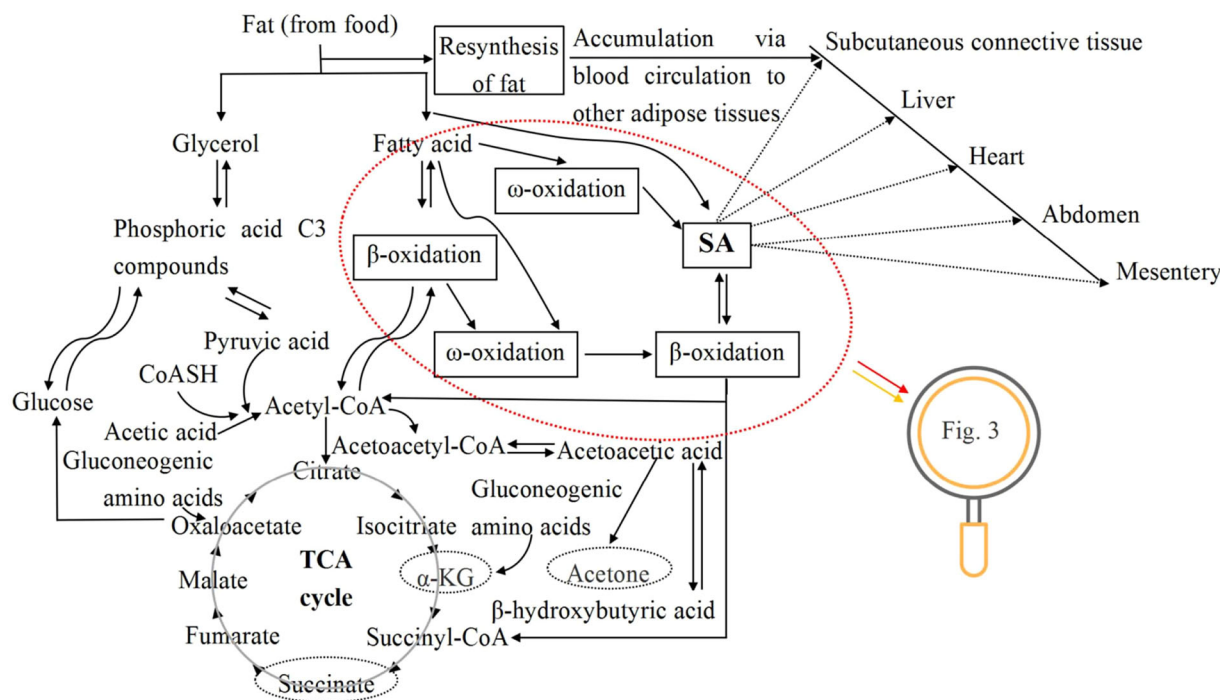 Fat (from food)
Resynthesis
of fat
Accumulation via
blood circulation to
other adipose tissues
Subcutaneous connective tissue
Liver
Heart
Abdomen
Mesentery
Glycerol
Fatty acid
ω-oxidation
SA
Phosphoric acid C3
compounds
β-oxidation
Pyruvic acid
ω-oxidation
β-oxidation
CoASH
Glucose
Acetyl-CoA
Acetic acid
Fig. 3
Gluconeogenic
amino acids
Acetoacetyl-CoA
Acetoacetic acid
Citrate
Gluconeogenic
amino acids
Oxaloacetate
Isocitriate
TCA
cycle
Malate
α-KG
Acetone
β-hydroxybutyric acid
Fumarate
Succinyl-CoA
Succinate